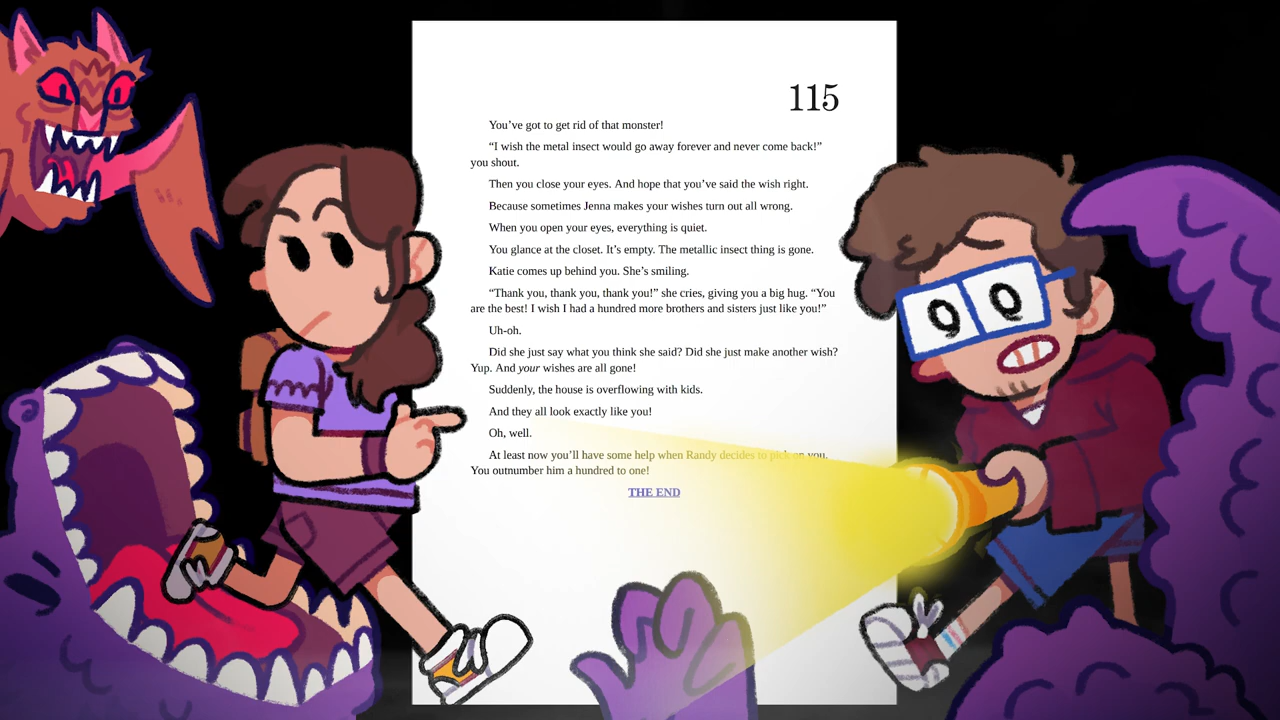 115
You’ve got to get rid of that monster!
“I wish the metal insect would go away forever and never come back!”
you shout.
Then you close your eyes. And hope that you’ve said the wish right.
Because sometimes Jenna makes your wishes turn out all wrong.
When you open your eyes, everything is quiet.
You glance at the closet. It’s empty. The metallic insect thing is gone.
Katie comes up behind you. She’s smiling.
“Thank you, thank you, thank you!” she cries, giving you a big hug. “You
are the best! I wish I had a hundred more brothers and sisters just like you!”
Uh-oh.
Did she just say what you think she said? Did she just make another wish?
Yup. And your wishes are all gone!
Suddenly, the house is overflowing with kids.
And they all look exactly like you!
Oh, well.
At least now you’ll have some help when Randy decides to pick on you.
You outnumber him a hundred to one!
THE END